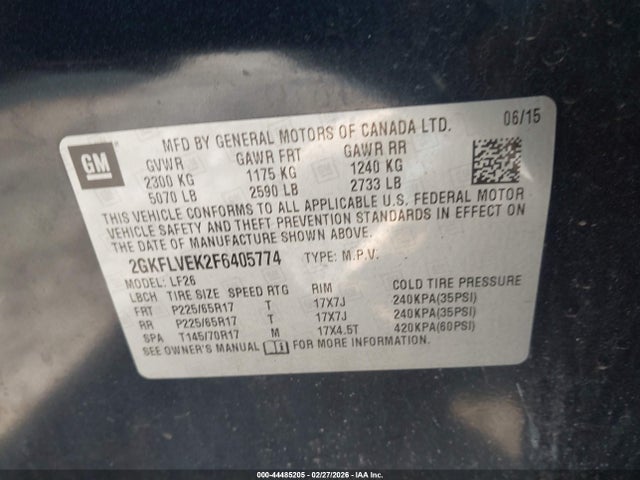 GM
MFD BY GENERAL MOTORS OF CANADA LTD. 06/15
GVWR GAWR FRT GAWR RR
2300 KG 1175 KG 1240 KG
5070 LB 2590 LB 2733 LB
THIS VEHICLE CONFORMS TO ALL APPLICABLE U.S. FEDERAL MOTOR
VEHICLE SAFETY AND THEFT PREVENTION STANDARDS IN EFFECT ON
THE DATE OF MANUFACTURE SHOWN ABOVE.
2GKFLVEK2F6405774 TYPE: M.P.V.
MODEL: LF26
LBCH TIRE SIZE SPEED RTG RIM COLD TIRE PRESSURE
FRT P225/65R17 T 17X7J 240KPA(35PSI)
RR P225/65R17 T 17X7J 240KPA(35PSI)
SPA T145/70R17 M 17X4.5T 420KPA(60PSI)
SEE OWNER'S MANUAL FOR MORE INFORMATION.
000-44485205 - 02/27/2026 - IAA Inc.